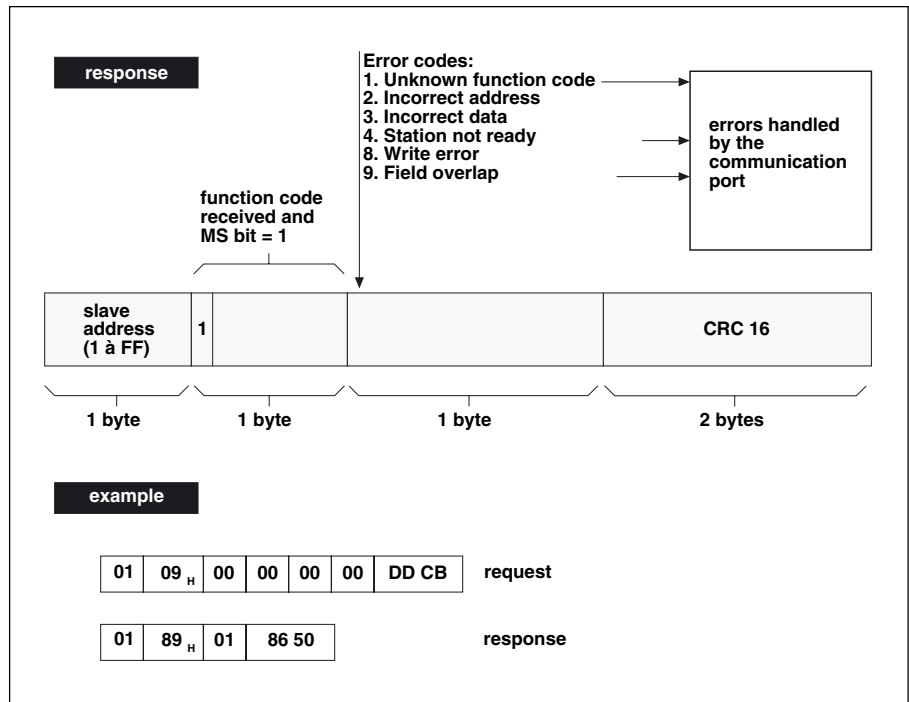 response
Error codes:
1. Unknown function code
2. Incorrect address
3. Incorrect data
4. Station not ready
8. Write error
9. Field overlap
errors handled
by the
communication
port
function code
received and
MS bit = 1
slave
address
(1 à FF)
1
CRC 16
1 byte
1 byte
1 byte
2 bytes
example
01 09 H 00 00 00 00 DD CB request
01 89 H 01 86 50 response